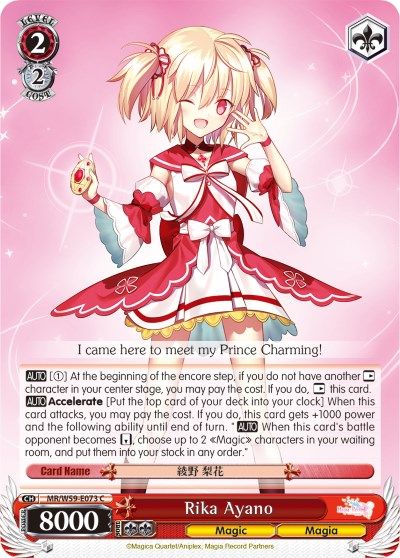 LEVEL
2
2
COST
I came here to meet my Prince Charming!
AUTO [①] At the beginning of the encore step, if you do not have another
character in your center stage, you may pay the cost. If you do, this card.
AUTO Accelerate [Put the top card of your deck into your clock] When this
card attacks, you may pay the cost. If you do, this card gets +1000 power
and the following ability until end of turn. " AUTO When this card's battle
opponent becomes , choose up to 2 «Magic» characters in your waiting
room, and put them into your stock in any order."
Card Name 綾野 梨花
CH MR/W59-E073 C
POWER 8000
Rika Ayano
Magic Magia
©Magica Quartet/Aniplex, Magia Record Partners